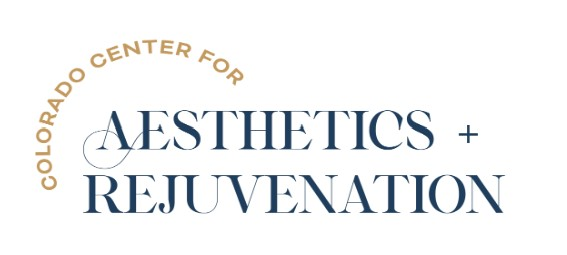 COLORADO CENTER FOR
AESTHETICS +
REJUVENATION